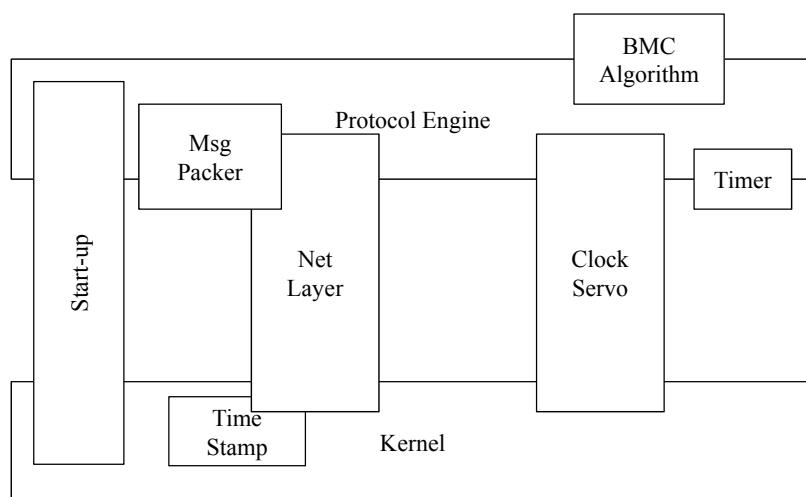 BMC
Algorithm
Protocol Engine
Msg
Packer
Timer
Start-up
Net
Layer
Clock
Servo
Time
Stamp
Kernel